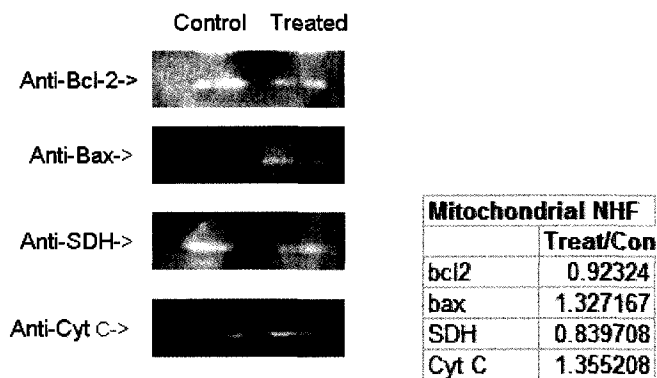 Control Treated
Anti-Bcl-2->
Anti-Bax->
Anti-SDH->
Anti-Cyt C->
Mitochondrial NHF
Treat/Con
bcl2 0.92324
bax 1.327167
SDH 0.839708
Cyt C 1.355208